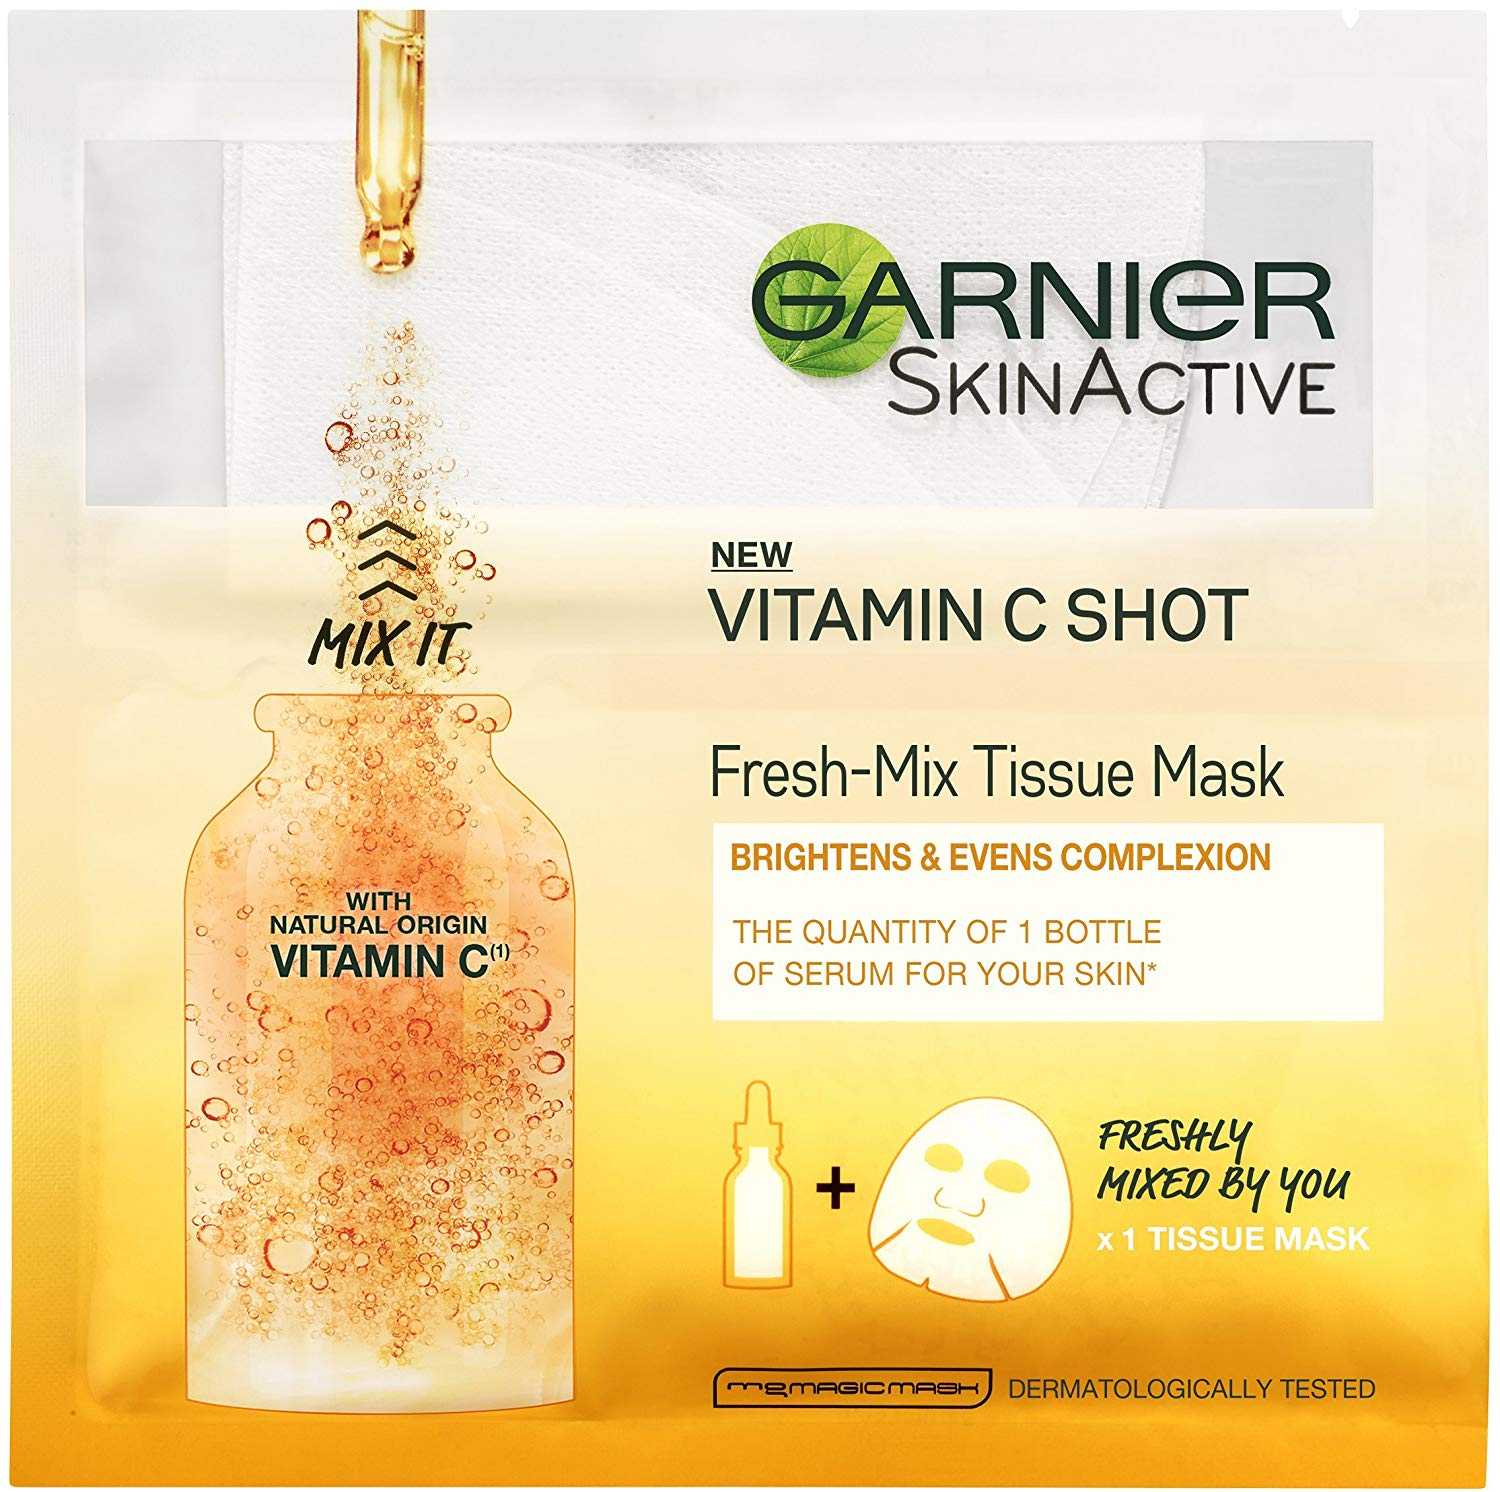 GARNIER
SKINACTIVE
NEW
VITAMIN C SHOT
MIX IT
Fresh-Mix Tissue Mask
BRIGHTENS & EVENS COMPLEXION
THE QUANTITY OF 1 BOTTLE
OF SERUM FOR YOUR SKIN*
WITH
NATURAL ORIGIN
VITAMIN C(1)
+
FRESHLY
MIXED BY YOU
x 1 TISSUE MASK
MAGICMASK
DERMATOLOGICALLY TESTED